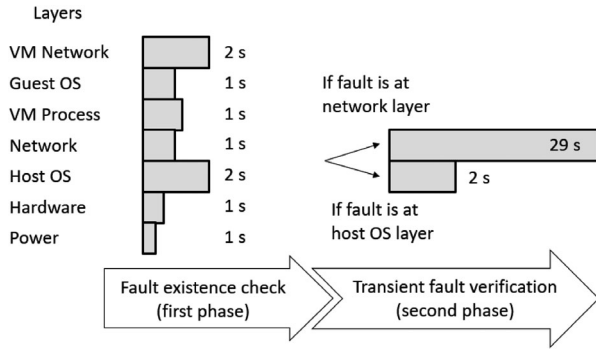 Layers
VM Network 2 s
Guest OS 1 s
VM Process 1 s
Network 1 s
Host OS 2 s
Hardware 1 s
Power 1 s
If fault is at
network layer
29 s
2 s
If fault is at
host OS layer
Fault existence check
(first phase)
Transient fault verification
(second phase)